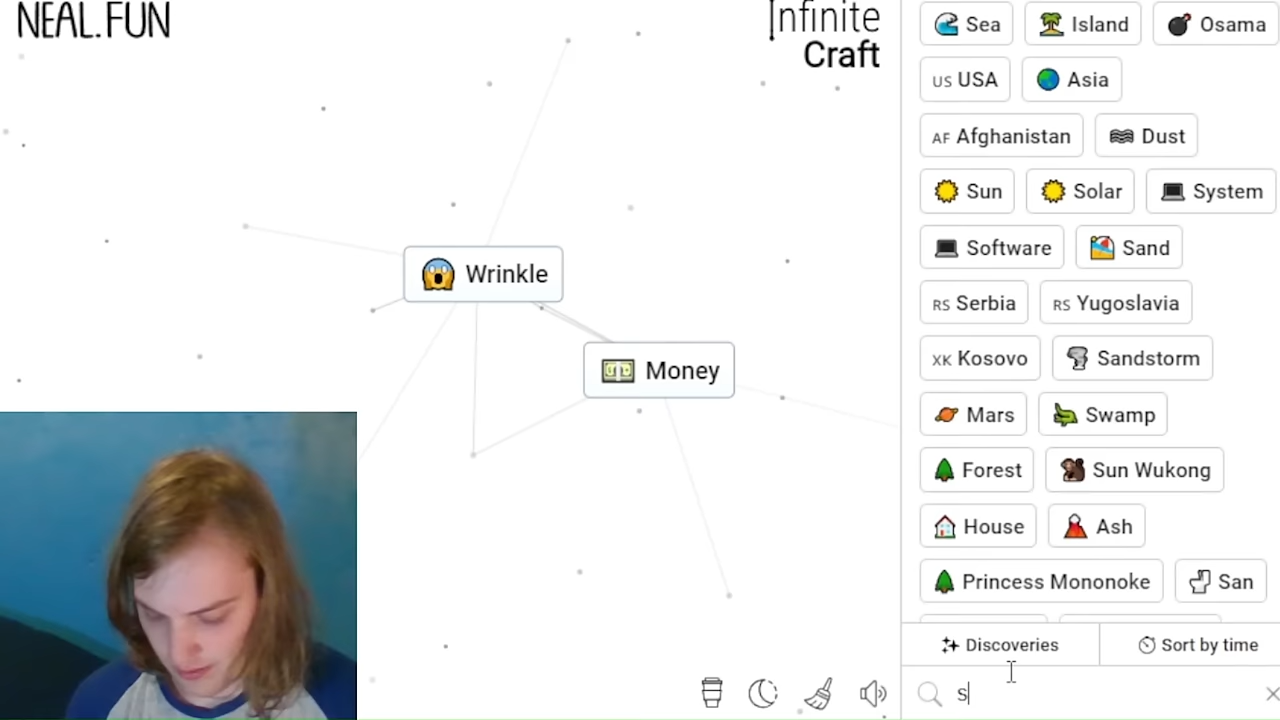 NEAL.FUN
Infinite
Craft
Wrinkle
Money
Sea
Island
Osama
US USA
Asia
AF Afghanistan
Dust
Sun
Solar
System
Software
Sand
RS Serbia
RS Yugoslavia
XK Kosovo
Sandstorm
Mars
Swamp
Forest
Sun Wukong
House
Ash
Princess Mononoke
San
Discoveries
Sort by time
s